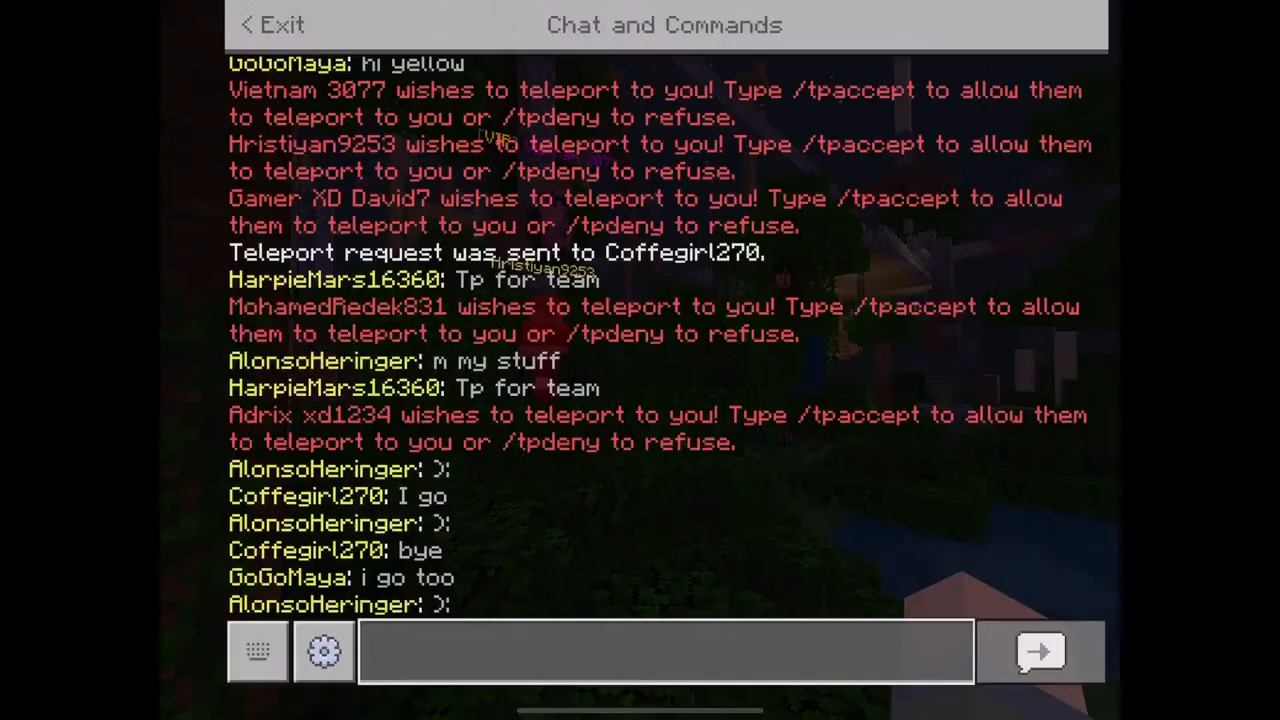 < Exit
Chat and Commands
GoGoMaya: hi yellow
Vietnam 3077 wishes to teleport to you! Type /tpaccept to allow them
to teleport to you or /tpdeny to refuse.
Hristiyan9253 wishes to teleport to you! Type /tpaccept to allow them
to teleport to you or /tpdeny to refuse.
Gamer XD David7 wishes to teleport to you! Type /tpaccept to allow
them to teleport to you or /tpdeny to refuse.
Teleport request was sent to Coffegirl270.
Hristiyan9253
HarpieMars16360: Tp for team
MohamedRedek831 wishes to teleport to you! Type /tpaccept to allow
them to teleport to you or /tpdeny to refuse.
AlonsoHeringer: m my stuff
HarpieMars16360: Tp for team
Adrix xd1234 wishes to teleport to you! Type /tpaccept to allow them
to teleport to you or /tpdeny to refuse.
AlonsoHeringer: ):
Coffegirl270: I go
AlonsoHeringer: ):
Coffegirl270: bye
GoGoMaya: i go too
AlonsoHeringer: ):